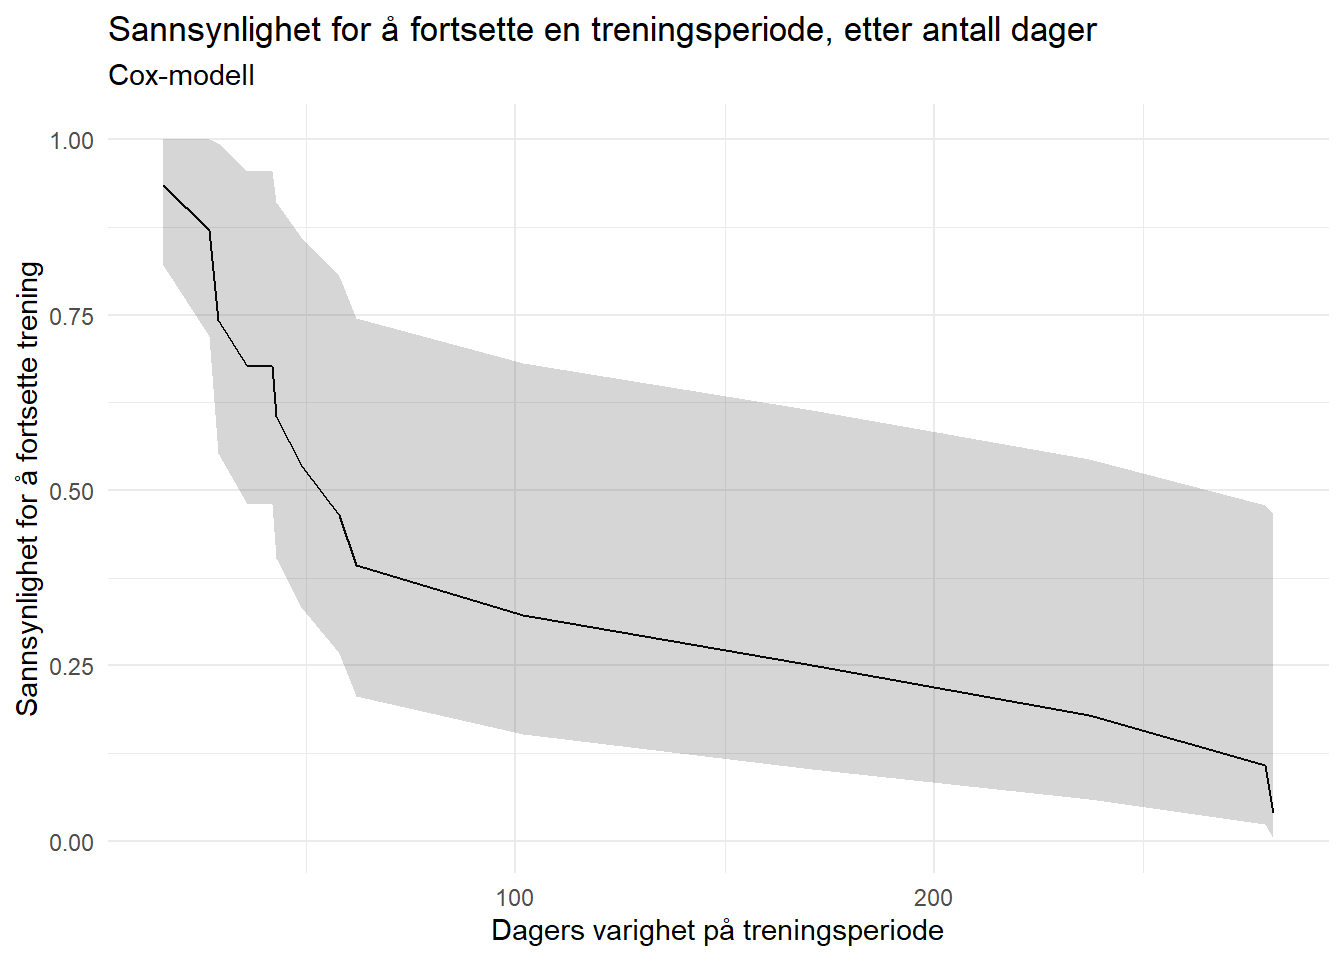 Sannsynlighet for å fortsette en treningsperiode, etter antall dager
Cox-modell
Sannsynlighet for å fortsette trening
1.00
0.75
0.50
0.25
0.00
100
200
Dagers varighet på treningsperiode